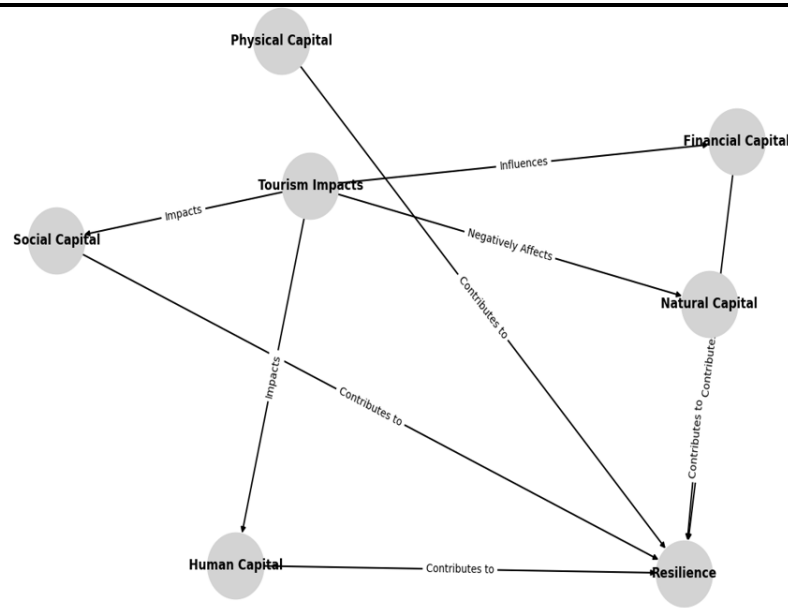 Physical Capital
Financial Capital
Influences
Tourism Impacts
Impacts
Social Capital
Negatively Affects
Natural Capital
Contributes to
Contribute
Impacts
Contributes to
Contributes to
Human Capital
Contributes to
Resilience